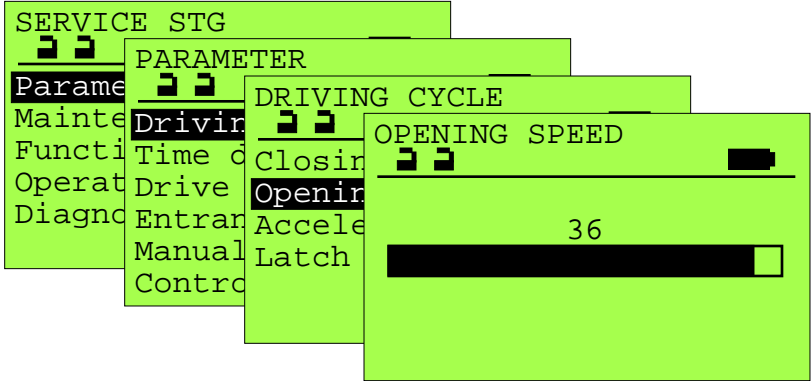 SERVICE STG
Parame
Mainte
Functi
Operat
Diagno
PARAMETER
Drivin
Time d
Drive
Entran
Manual
Contro
DRIVING CYCLE
Closin
Openin
Accele
Latch
OPENING SPEED
36